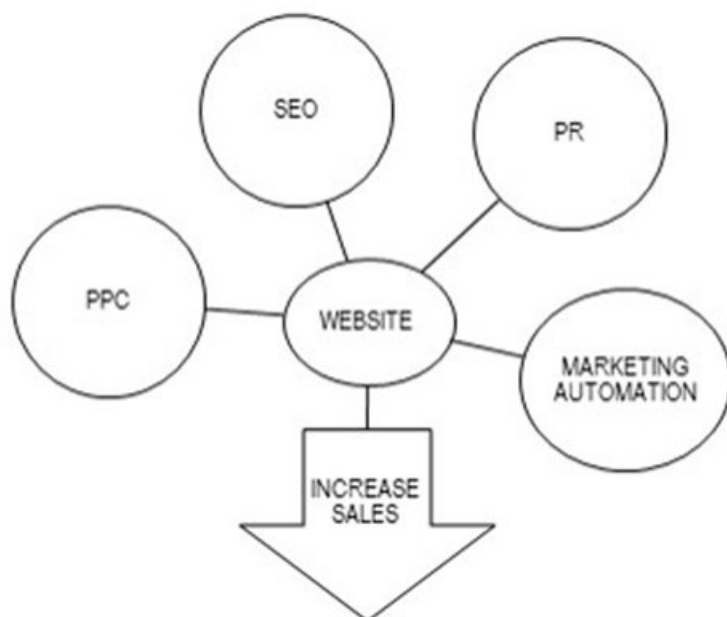 SEO
PR
PPC
WEBSITE
MARKETING
AUTOMATION
INCREASE
SALES